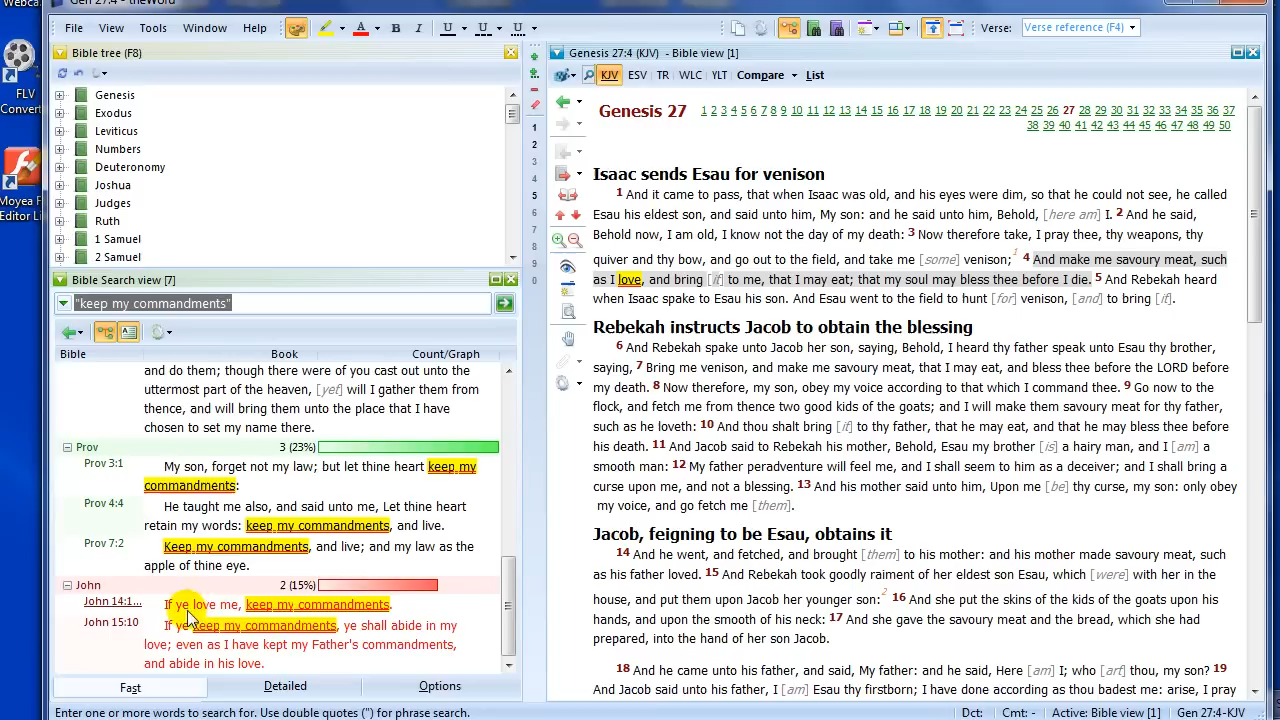 Gen 27:4 - theWord
Webca
File Tools Window Help
B I U U U
Verse: Verse reference (F4)
FLV
Convert
Moyea F
Editor Li
Bible tree (F8)
Genesis
Exodus
Leviticus
Numbers
Deuteronomy
Joshua
Judges
Ruth
1 Samuel
2 Samuel
Bible Search view [7]
"keep my commandments"
Bible Book Count/Graph
and do them; though there were of you cast out unto the
uttermost part of the heaven, [yet] will I gather them from
thence, and will bring them unto the place that I have
chosen to set my name there.
Prov 3 (23%)
Prov 3:1 My son, forget not my law; but let thine heart keep my
commandments:
Prov 4:4 He taught me also, and said unto me, Let thine heart
retain my words: keep my commandments, and live.
Prov 7:2 Keep my commandments, and live; and my law as the
apple of thine eye.
John 2 (15%)
John 14:1... If ye love me, keep my commandments.
John 15:10 If ye keep my commandments, ye shall abide in my
love; even as I have kept my Father's commandments,
and abide in his love.
Fast Detailed Options
Enter one or more words to search for. Use double quotes (") for phrase search.
1
2
3
4
5
6
7
8
9
0
Genesis 27:4 (KJV) - Bible view [1]
KJV ESV TR WLC YLT Compare List
Genesis 27 1 2 3 4 5 6 7 8 9 10 11 12 13 14 15 16 17 18 19 20 21 22 23 24 25 26 27 28 29 30 31 32 33 34 35 36 37
38 39 40 41 42 43 44 45 46 47 48 49 50
Isaac sends Esau for venison
1 And it came to pass, that when Isaac was old, and his eyes were dim, so that he could not see, he called
Esau his eldest son, and said unto him, My son: and he said unto him, Behold, [here am] I. 2 And he said,
Behold now, I am old, I know not the day of my death: 3 Now therefore take, I pray thee, thy weapons, thy
quiver and thy bow, and go out to the field, and take me [some] venison; 1 4 And make me savoury meat, such
as I love, and bring [it] to me, that I may eat; that my soul may bless thee before I die. 5 And Rebekah heard
when Isaac spake to Esau his son. And Esau went to the field to hunt [for] venison, [and] to bring [it].
Rebekah instructs Jacob to obtain the blessing
6 And Rebekah spake unto Jacob her son, saying, Behold, I heard thy father speak unto Esau thy brother,
saying, 7 Bring me venison, and make me savoury meat, that I may eat, and bless thee before the LORD before
my death. 8 Now therefore, my son, obey my voice according to that which I command thee. 9 Go now to the
flock, and fetch me from thence two good kids of the goats; and I will make them savoury meat for thy father,
such as he loveth: 10 And thou shalt bring [it] to thy father, that he may eat, and that he may bless thee before
his death. 11 And Jacob said to Rebekah his mother, Behold, Esau my brother [is] a hairy man, and I [am] a
smooth man: 12 My father peradventure will feel me, and I shall seem to him as a deceiver; and I shall bring a
curse upon me, and not a blessing. 13 And his mother said unto him, Upon me [be] thy curse, my son: only obey
my voice, and go fetch me [them].
Jacob, feigning to be Esau, obtains it
14 And he went, and fetched, and brought [them] to his mother: and his mother made savoury meat, such
as his father loved. 15 And Rebekah took goodly raiment of her eldest son Esau, which [were] with her in the
house, and put them upon Jacob her younger son: 2 16 And she put the skins of the kids of the goats upon his
hands, and upon the smooth of his neck: 17 And she gave the savoury meat and the bread, which she had
prepared, into the hand of her son Jacob.
18 And he came unto his father, and said, My father: and he said, Here [am] I; who [art] thou, my son? 19
And Jacob said unto his father, I [am] Esau thy firstborn; I have done according as thou badest me: arise, I pray
Dct: Cmt: - Active: Bible view [1] Gen 27:4-KJV